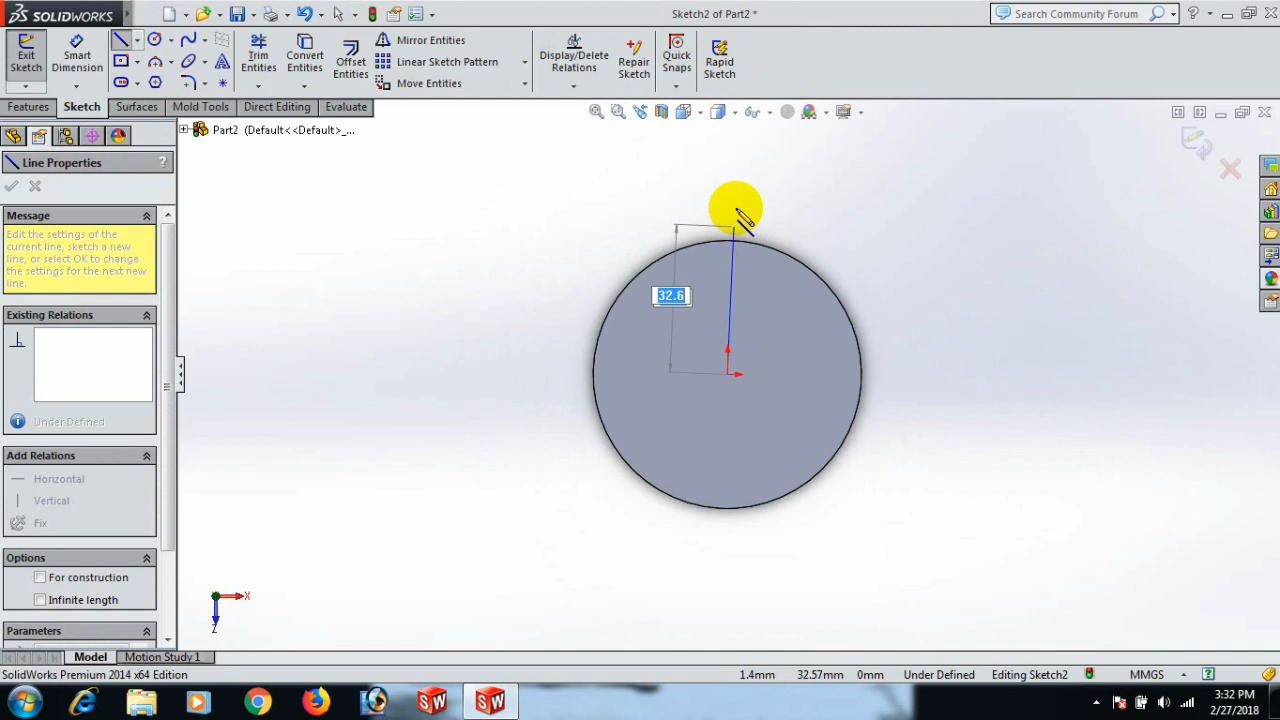 SOLIDWORKS
Sketch2 of Part2 *
Search Community Forum
Exit Sketch
Smart Dimension
Trim Entities
Convert Entities
Offset Entities
Mirror Entities
Linear Sketch Pattern
Move Entities
Display/Delete Relations
Repair Sketch
Quick Snaps
Rapid Sketch
Features
Sketch
Surfaces
Mold Tools
Direct Editing
Evaluate
Part2 (Default<<Default>_...
Line Properties
?
Message
Edit the settings of the
current line, sketch a new
line, or select OK to change
the settings for the next new
line.
Existing Relations
Under Defined
Add Relations
Horizontal
Vertical
Fix
Options
For construction
Infinite length
Parameters
32.6
X
Z
Model
Motion Study 1
SolidWorks Premium 2014 x64 Edition
1.4mm
32.57mm
0mm
Under Defined
Editing Sketch2
MMGS
3:32 PM
2/27/2018